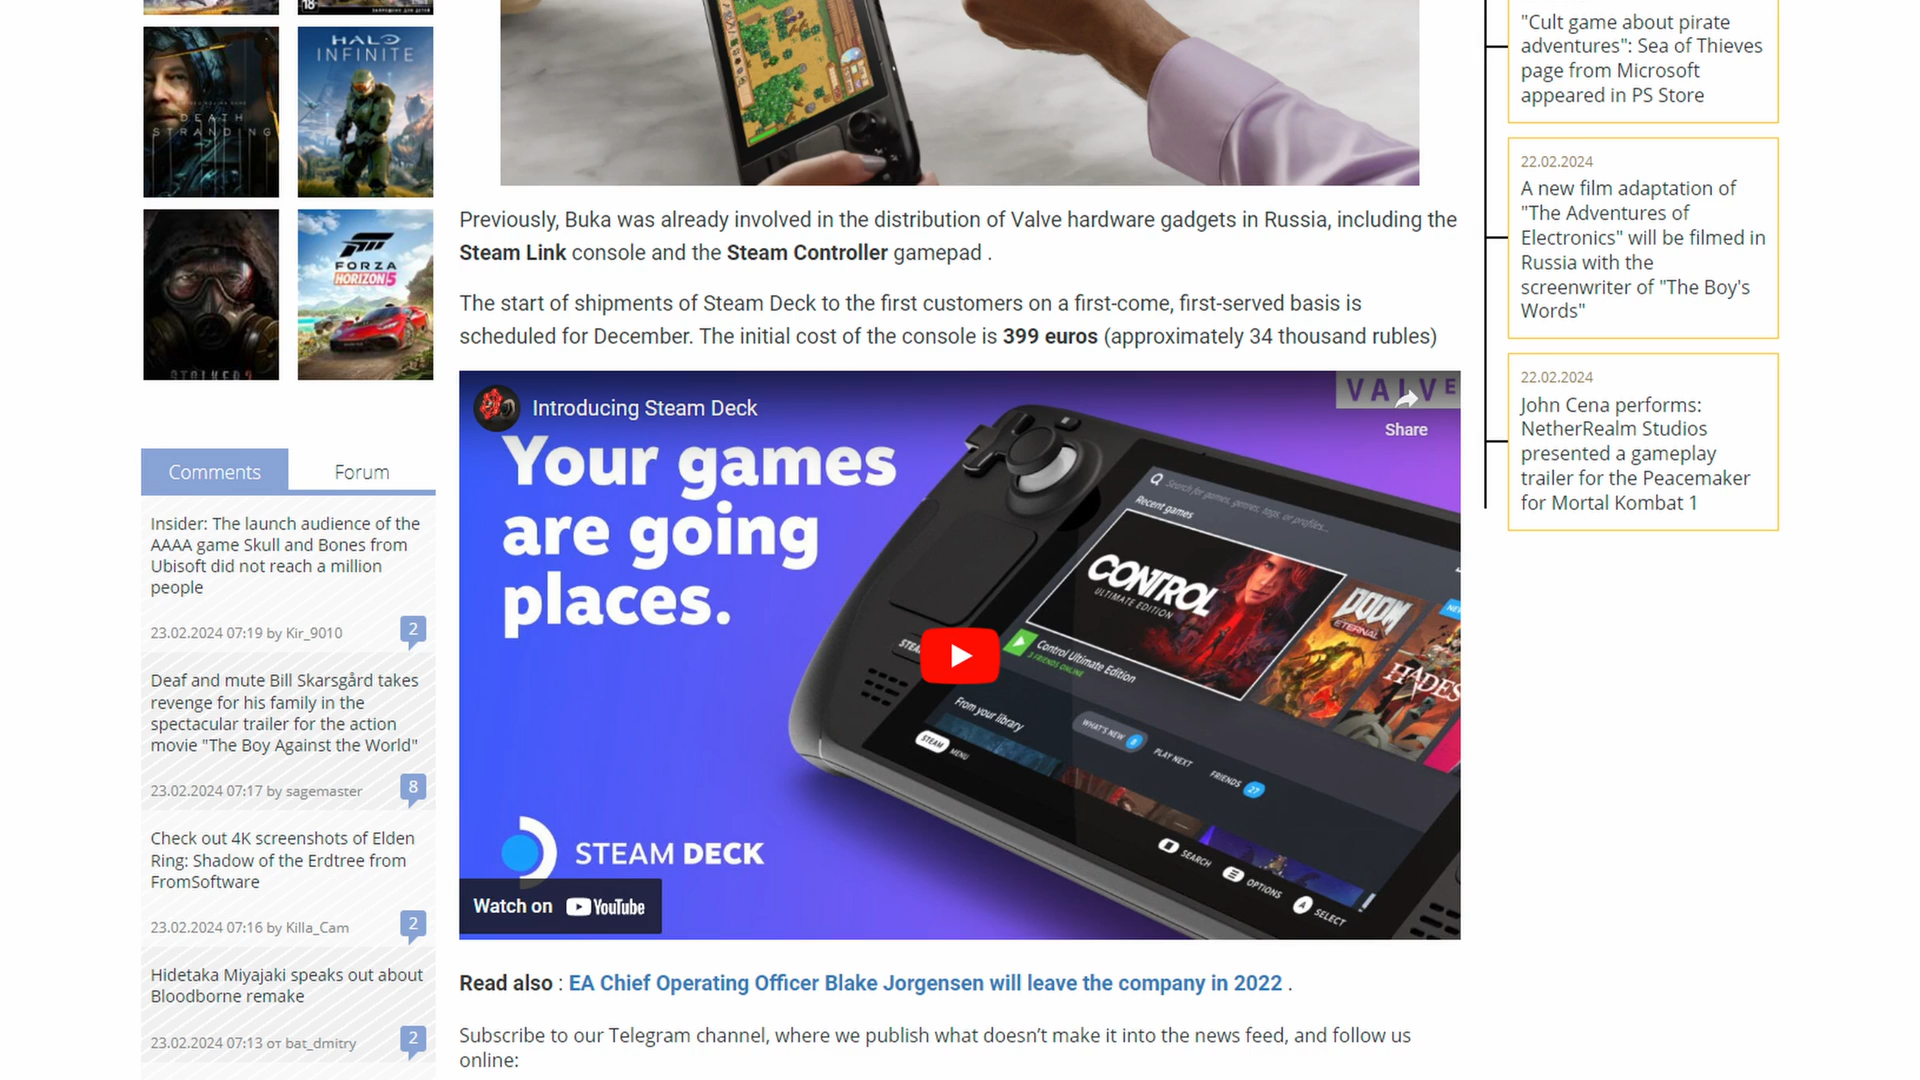 18
HALO
INFINITE
DEATH
STRANDING
FORZA
HORIZON 5
Comments
Forum
Insider: The launch audience of the
AAAA game Skull and Bones from
Ubisoft did not reach a million
people
23.02.2024 07:19 by Kir_9010
2
Deaf and mute Bill Skarsgård takes
revenge for his family in the
spectacular trailer for the action
movie "The Boy Against the World"
23.02.2024 07:17 by sagemaster
8
Check out 4K screenshots of Elden
Ring: Shadow of the Erdtree from
FromSoftware
23.02.2024 07:16 by Killa_Cam
2
Hidetaka Miyajaki speaks out about
Bloodborne remake
23.02.2024 07:13 от bat_dmitry
2
Previously, Buka was already involved in the distribution of Valve hardware gadgets in Russia, including the
Steam Link console and the Steam Controller gamepad .
The start of shipments of Steam Deck to the first customers on a first-come, first-served basis is
scheduled for December. The initial cost of the console is 399 euros (approximately 34 thousand rubles)
Introducing Steam Deck
VALVE
Share
Your games
are going
places.
Search for games, genres, tags, or profiles...
Recent games
CONTROL
ULTIMATE EDITION
DOOM
ETERNAL
HADES
Control Ultimate Edition
3 FRIENDS ONLINE
From your library
WHAT'S NEW
PLAY NEXT
FRIENDS 27
STEAM MENU
SEARCH
OPTIONS
A SELECT
STEAM DECK
Watch on YouTube
Read also : EA Chief Operating Officer Blake Jorgensen will leave the company in 2022 .
Subscribe to our Telegram channel, where we publish what doesn't make it into the news feed, and follow us
online:
"Cult game about pirate
adventures": Sea of Thieves
page from Microsoft
appeared in PS Store
22.02.2024
A new film adaptation of
"The Adventures of
Electronics" will be filmed in
Russia with the
screenwriter of "The Boy's
Words"
22.02.2024
John Cena performs:
NetherRealm Studios
presented a gameplay
trailer for the Peacemaker
for Mortal Kombat 1